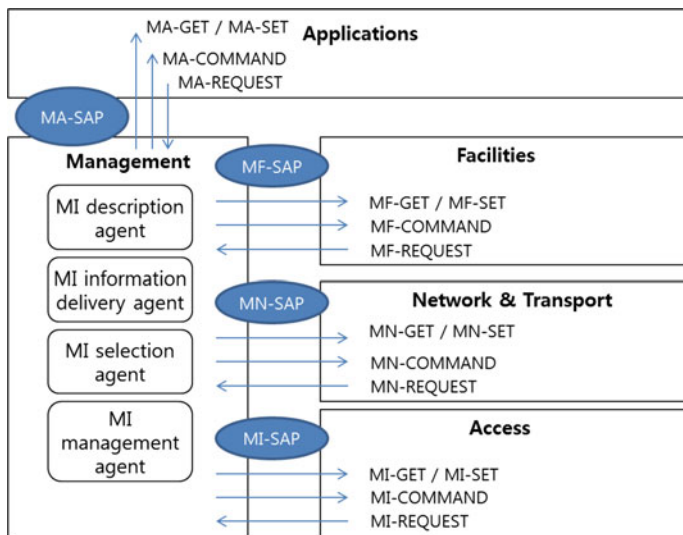 MA-GET / MA-SET
Applications
MA-COMMAND
MA-REQUEST
MA-SAP
Management
MF-SAP
Facilities
MI description
agent
MF-GET / MF-SET
MF-COMMAND
MF-REQUEST
MI information
delivery agent
MN-SAP
Network & Transport
MN-GET / MN-SET
MI selection
agent
MN-COMMAND
MN-REQUEST
MI
management
agent
MI-SAP
Access
MI-GET / MI-SET
MI-COMMAND
MI-REQUEST